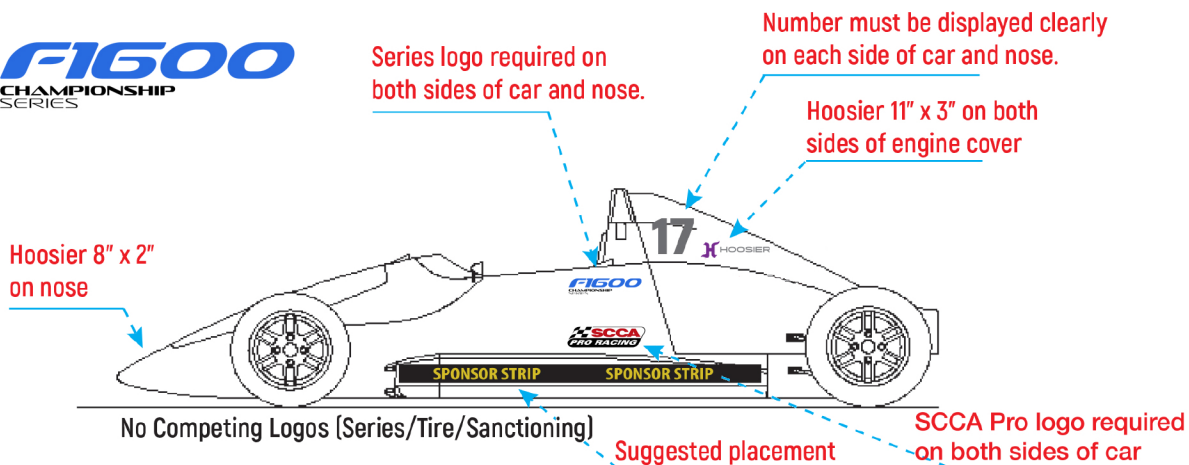 F1600
CHAMPIONSHIP
SERIES
Series logo required on
both sides of car and nose.
Number must be displayed clearly
on each side of car and nose.
Hoosier 11" x 3" on both
sides of engine cover
Hoosier 8" x 2"
on nose
17
HOOSIER
F1600
CHAMPIONSHIP
SERIES
SCCA
PRO RACING
SPONSOR STRIP SPONSOR STRIP
No Competing Logos (Series/Tire/Sanctioning)
Suggested placement
SCCA Pro logo required
on both sides of car